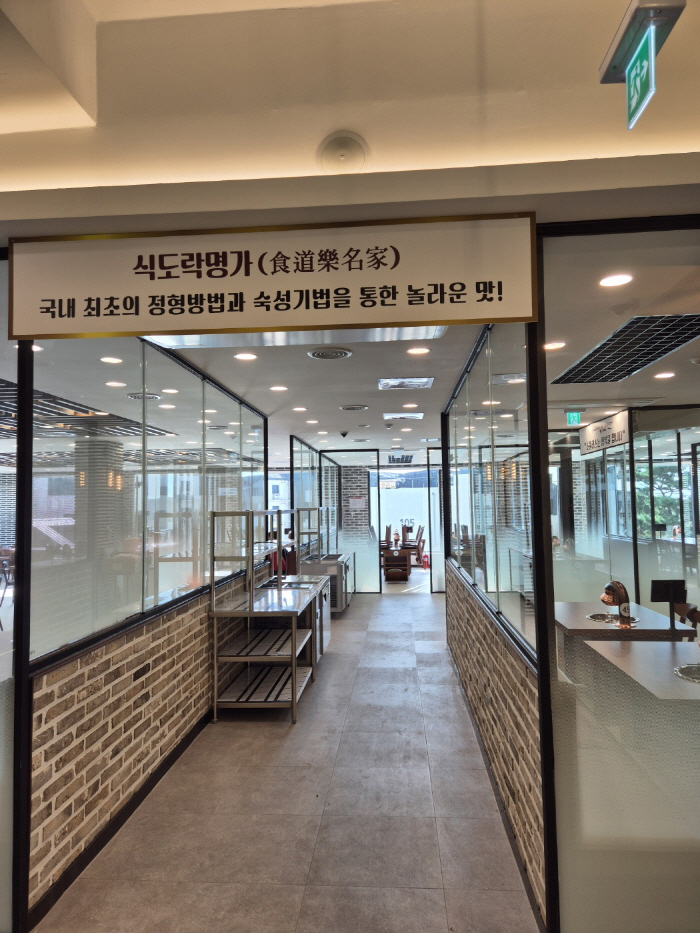 식도락명가(食道樂名家)
국내 최초의 정형방법과 숙성기법을 통한 놀라운 맛!
105